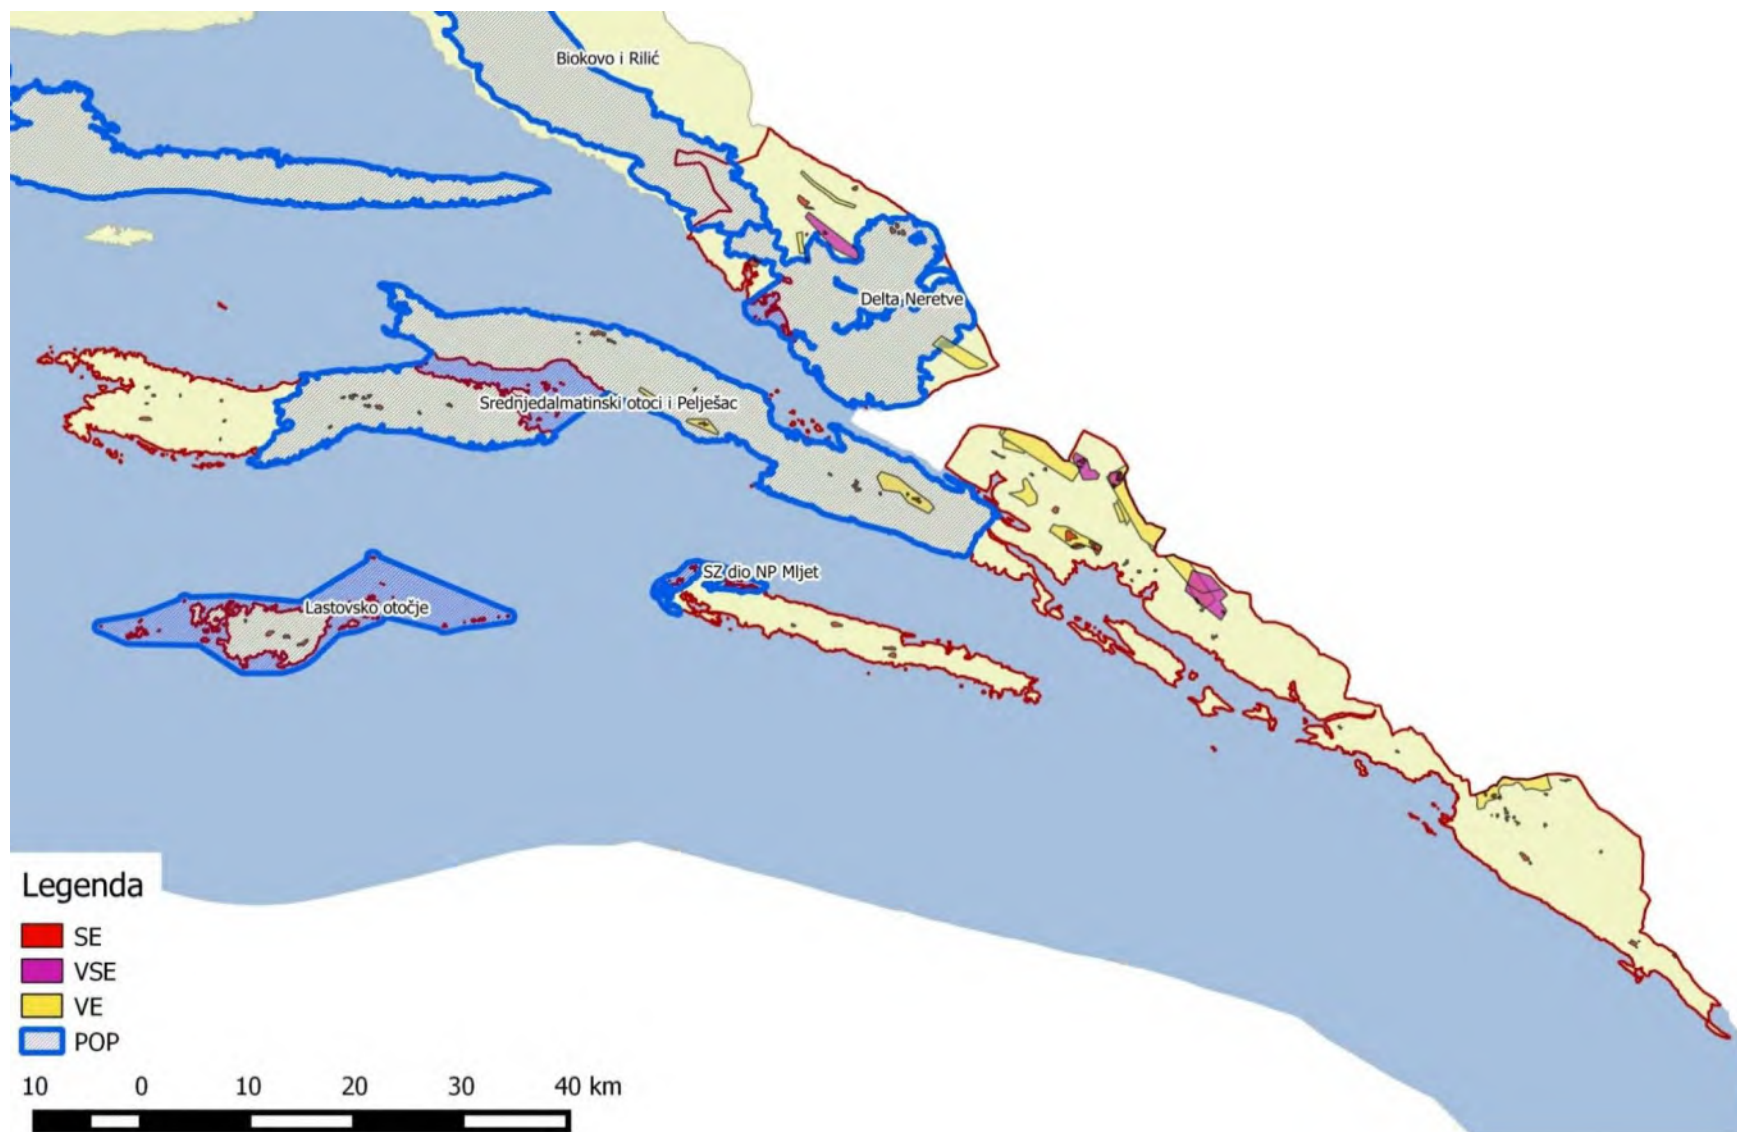 Biokovo i Rilić
Delta Neretve
Srednjedalmatinski otoci i Pelješac
SZ dio NP Mljet
Lastovsko otočje
Legenda
SE
VSE
VE
POP
10 0 10 20 30 40 km